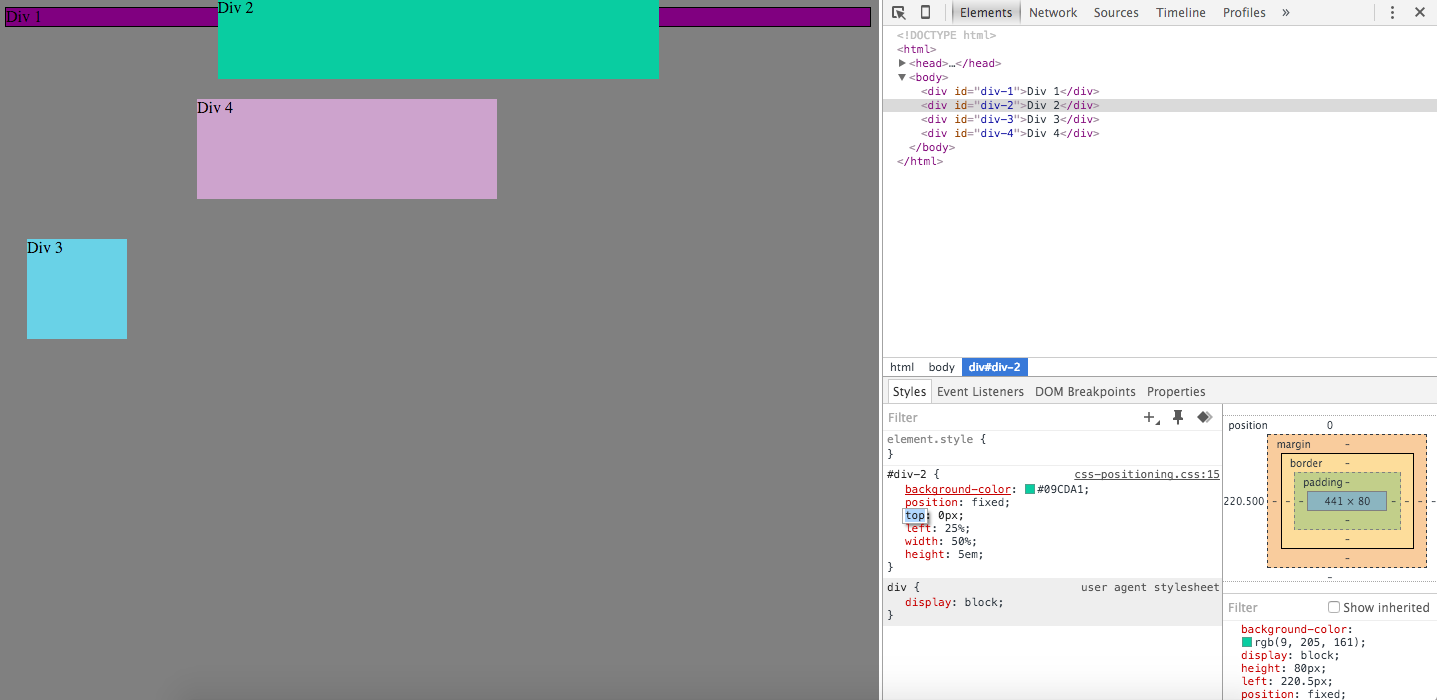 Div 1
Div 2
Div 4
Div 3
Elements Network Sources Timeline Profiles »
<!DOCTYPE html>
<html>
<head>…</head>
<body>
<div id="div-1">Div 1</div>
<div id="div-2">Div 2</div>
<div id="div-3">Div 3</div>
<div id="div-4">Div 4</div>
</body>
</html>
html body div#div-2
Styles Event Listeners DOM Breakpoints Properties
Filter
element.style {
}
#div-2 { css-positioning.css:15
background-color: #09CDA1;
position: fixed;
top: 0px;
left: 25%;
width: 50%;
height: 5em;
}
div { user agent stylesheet
display: block;
}
position 0
margin -
border -
padding -
220.500 - - - 441 × 80 - - - -
-
-
-
-
Filter Show inherited
background-color:
rgb(9, 205, 161);
display: block;
height: 80px;
left: 220.5px;
position: fixed;